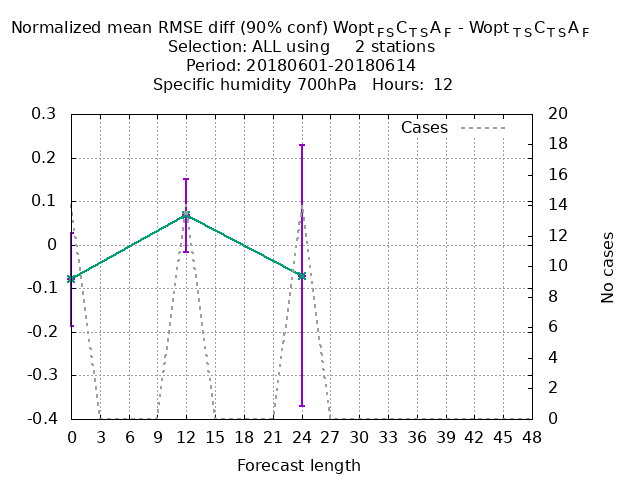 Normalized mean RMSE diff (90% conf) Wopt FS C TS A F - Wopt TS C TS A F
Selection: ALL using 2 stations
Period: 20180601-20180614
Specific humidity 700hPa Hours: 12
Cases
0.3
0.2
0.1
0
-0.1
-0.2
-0.3
-0.4
20
18
16
14
12
10
8
6
4
2
0
No cases
0 3 6 9 12 15 18 21 24 27 30 33 36 39 42 45 48
Forecast length